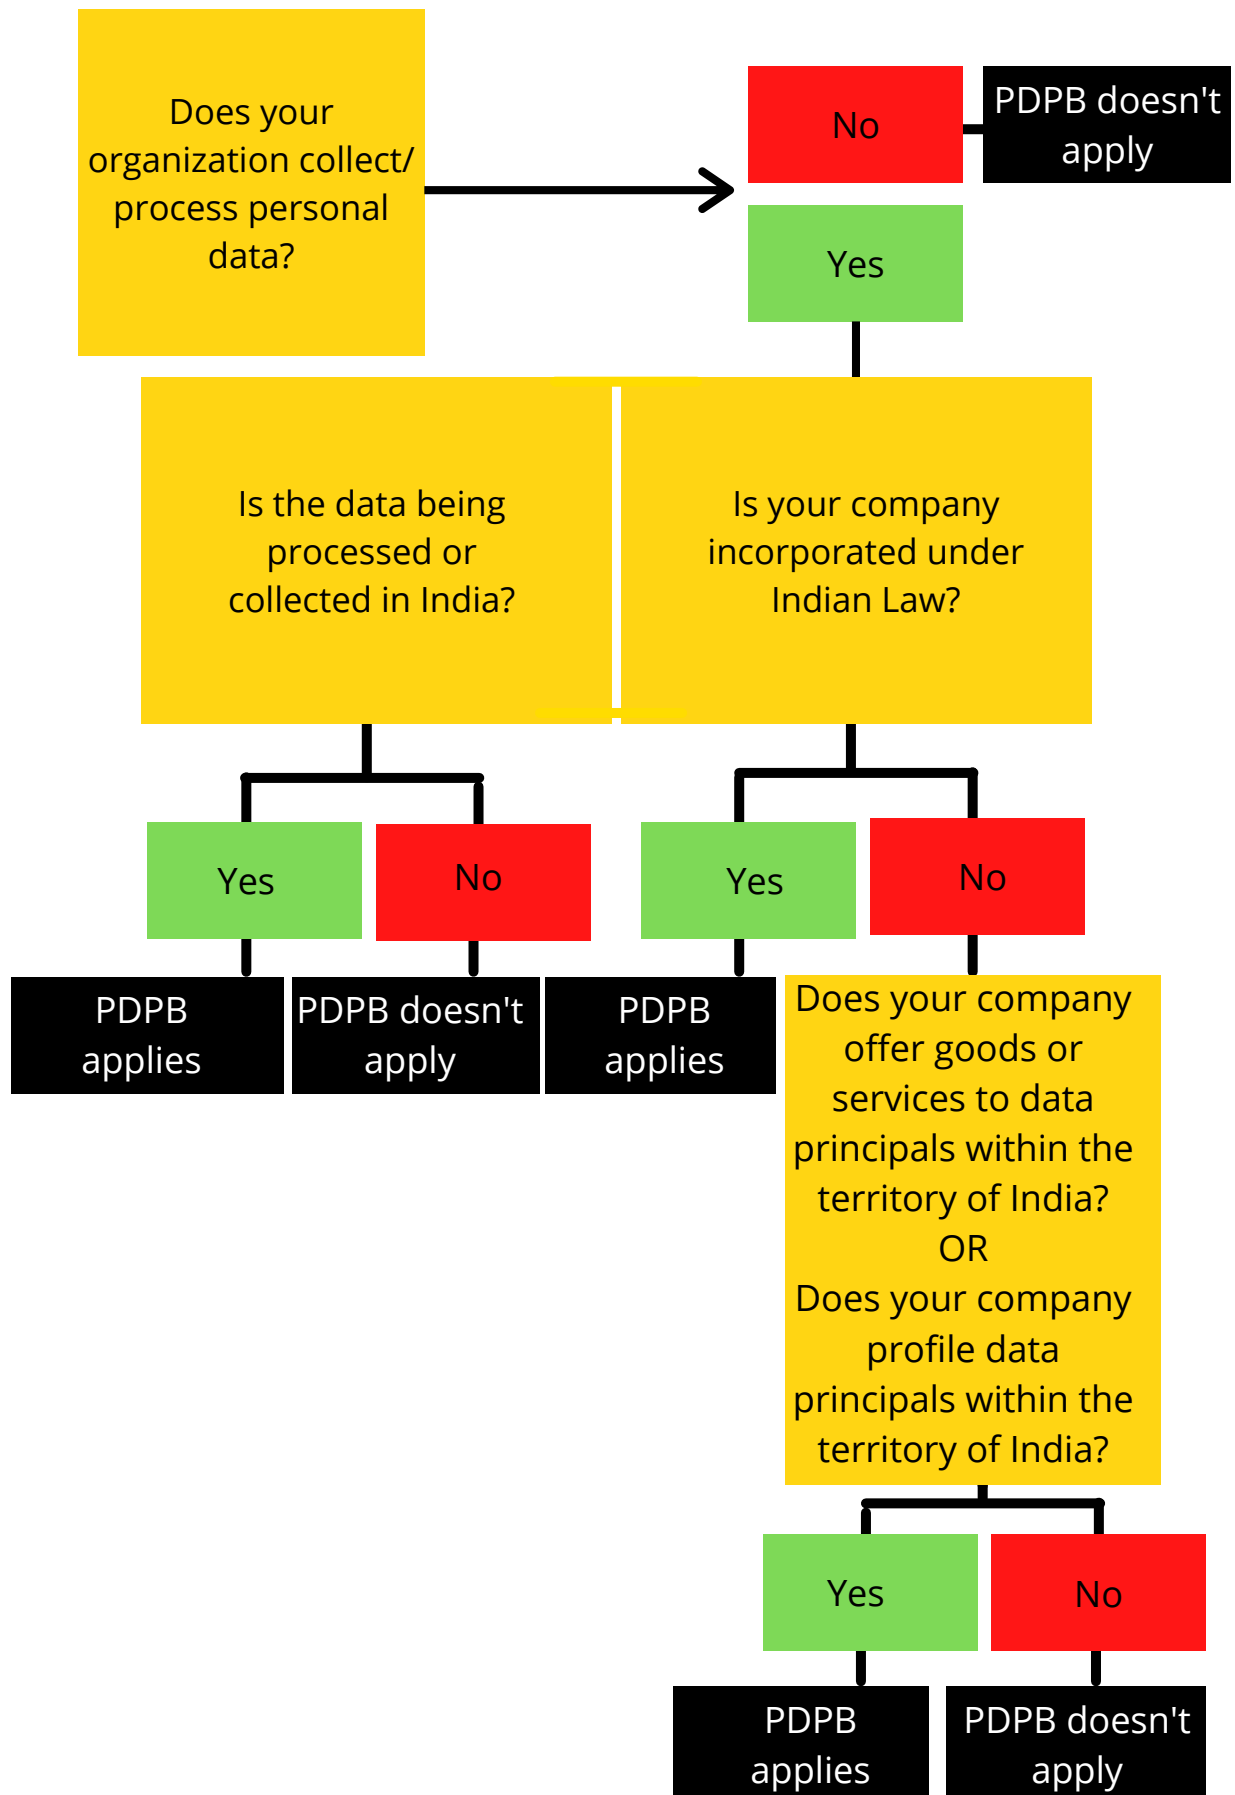 Does your
organization collect/
process personal
data?
No
PDPB doesn't
apply
Yes
Is the data being
processed or
collected in India?
Is your company
incorporated under
Indian Law?
Yes
No
Yes
No
PDPB
applies
PDPB doesn't
apply
PDPB
applies
Does your company
offer goods or
services to data
principals within the
territory of India?
OR
Does your company
profile data
principals within the
territory of India?
Yes
No
PDPB
applies
PDPB doesn't
apply